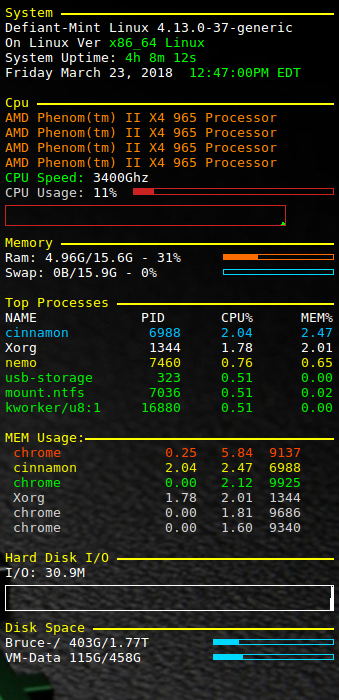 System
Defiant-Mint Linux 4.13.0-37-generic
On Linux Ver x86_64 Linux
System Uptime: 4h 8m 12s
Friday March 23, 2018 12:47:00PM EDT
Cpu
AMD Phenom(tm) II X4 965 Processor
AMD Phenom(tm) II X4 965 Processor
AMD Phenom(tm) II X4 965 Processor
AMD Phenom(tm) II X4 965 Processor
CPU Speed: 3400Ghz
CPU Usage: 11%
Memory
Ram: 4.96G/15.6G - 31%
Swap: 0B/15.9G - 0%
Top Processes
NAME PID CPU% MEM%
cinnamon 6988 2.04 2.47
Xorg 1344 1.78 2.01
nemo 7460 0.76 0.65
usb-storage 323 0.51 0.00
mount.ntfs 7036 0.51 0.02
kworker/u8:1 16880 0.51 0.00
MEM Usage:
chrome 0.25 5.84 9137
cinnamon 2.04 2.47 6988
chrome 0.00 2.12 9925
Xorg 1.78 2.01 1344
chrome 0.00 1.81 9686
chrome 0.00 1.60 9340
Hard Disk I/O
I/O: 30.9M
Disk Space
Bruce-/ 403G/1.77T
VM-Data 115G/458G